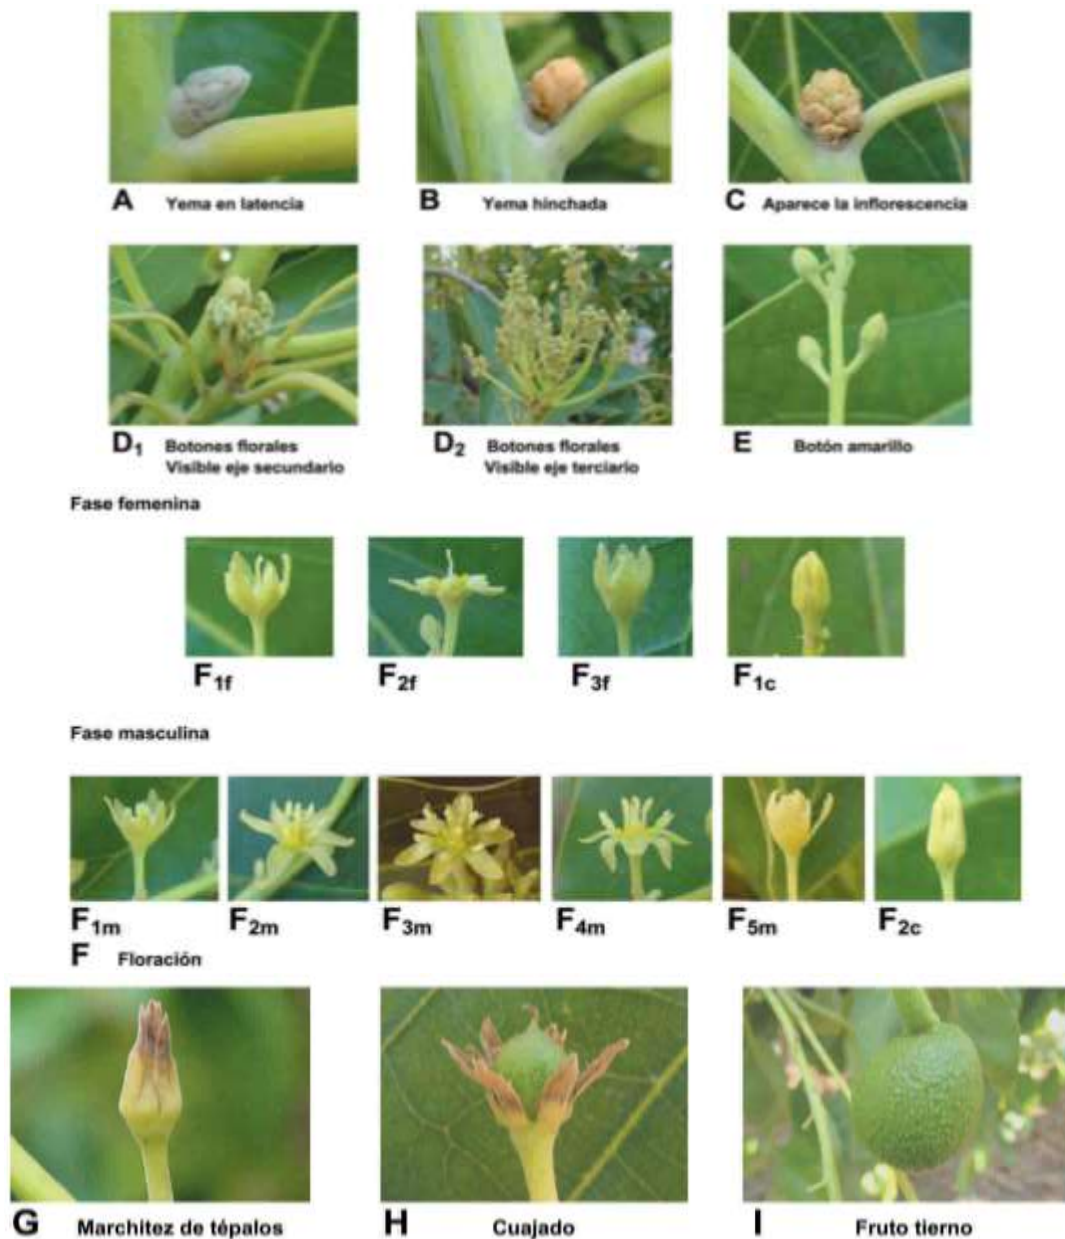 A Yema en latencia
B Yema hinchada
C Aparece la inflorescencia
D1 Botones florales
Visible eje secundario
D2 Botones florales
Visible eje terciario
E Botón amarillo
Fase femenina
F1f
F2f
F3f
F1c
Fase masculina
F1m
F2m
F3m
F4m
F5m
F2c
F Floración
G Marchitez de tépalos
H Cuajado
I Fruto tierno